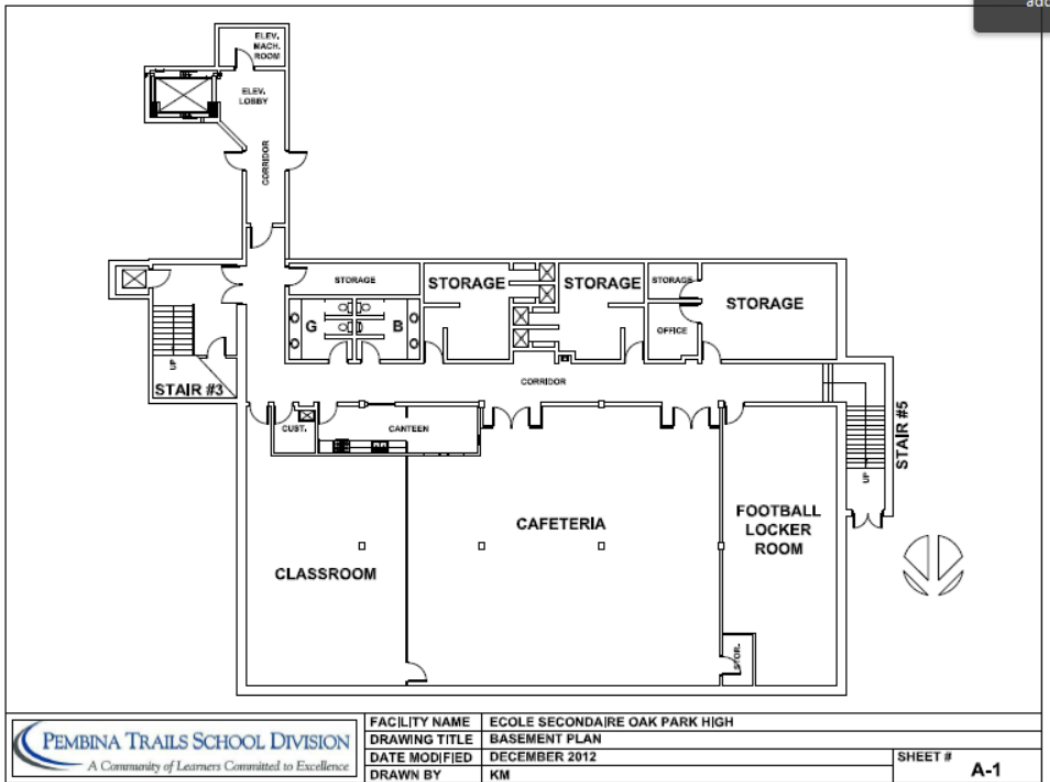 add
ELEV.
MACH.
ROOM
ELEV.
LOBBY
CORRIDOR
STORAGE
STORAGE
STORAGE
STORAGE
STORAGE
G
B
OFFICE
UP
STAIR #3
CORRIDOR
CUST.
CANTEEN
STAIR #5
UP
CAFETERIA
FOOTBALL
LOCKER
ROOM
CLASSROOM
STOR.
PEMBINA TRAILS SCHOOL DIVISION
A Community of Learners Committed to Excellence
FACILITY NAME ECOLE SECONDAIRE OAK PARK HIGH
DRAWING TITLE BASEMENT PLAN
DATE MODIFIED DECEMBER 2012
DRAWN BY KM
SHEET #
A-1